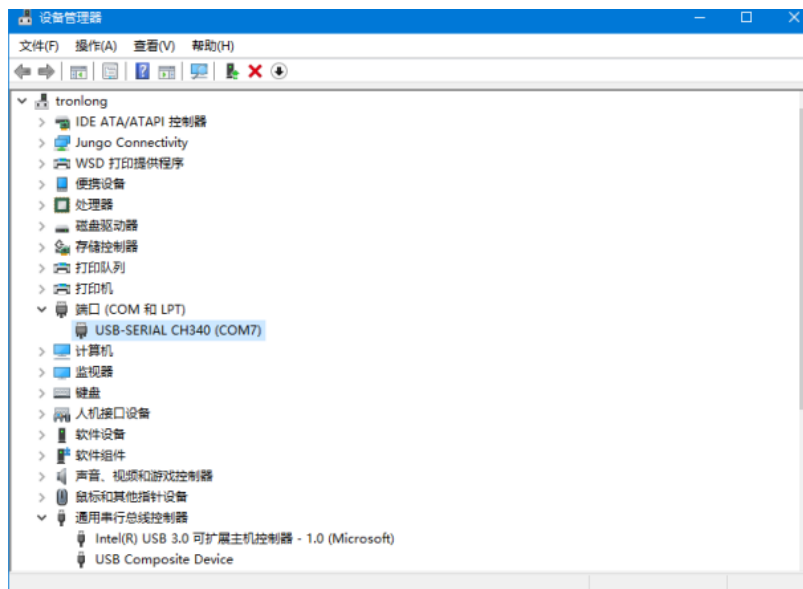 设备管理器
文件(F) 操作(A) 查看(V) 帮助(H)
tronlong
IDE ATA/ATAPI 控制器
Jungo Connectivity
WSD 打印提供程序
便携设备
处理器
磁盘驱动器
存储控制器
打印队列
打印机
端口 (COM 和 LPT)
USB-SERIAL CH340 (COM7)
计算机
监视器
键盘
人机接口设备
软件设备
软件组件
声音、视频和游戏控制器
鼠标和其他指针设备
通用串行总线控制器
Intel(R) USB 3.0 可扩展主机控制器 - 1.0 (Microsoft)
USB Composite Device